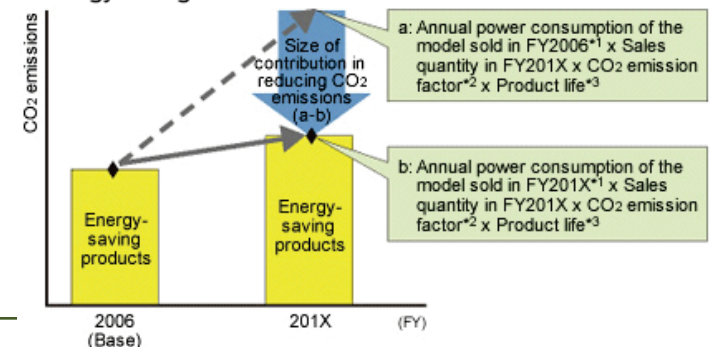 CO2 emissions
Size of
contribution in
reducing CO2
emissions
(a-b)
a: Annual power consumption of the
model sold in FY2006*1 x Sales
quantity in FY201X x CO2 emission
factor*2 x Product life*3
b: Annual power consumption of the
model sold in FY201X*1 x Sales
quantity in FY201X x CO2 emission
factor*2 x Product life*3
Energy-
saving
products
Energy-
saving
products
2006
(Base)
201X
(FY)